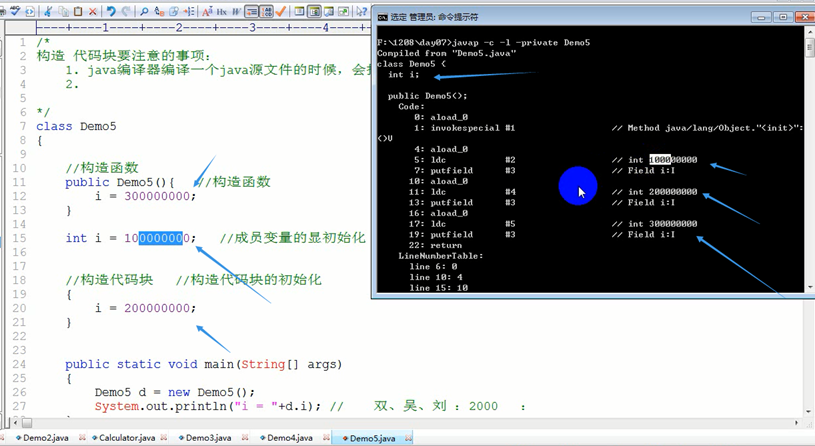 ----+----1----+----2----+----3----+----4----+-
1 /*
2 构造 代码块要注意的事项:
3 1. java编译器编译一个java源文件的时候，会
4 2.
5
6 */
7 class Demo5
8 {
9
10 //构造函数
11 public Demo5(){ //构造函数
12 i = 300000000;
13 }
14
15 int i = 100000000; //成员变量的显初始化
16
17
18 //构造代码块 //构造代码块的初始化
19 {
20 i = 200000000;
21 }
22
23
24 public static void main(String[] args)
25 {
26 Demo5 d = new Demo5();
27 System.out.println("i = "+d.i); // 双、吴、刘 : 2000 :
Demo2.java
Calculator.java
Demo3.java
Demo4.java
Demo5.java
选定 管理员: 命令提示符
F:\1208\day07>javap -c -l -private Demo5
Compiled from "Demo5.java"
class Demo5 {
int i;
public Demo5();
Code:
0: aload_0
1: invokespecial #1 // Method java/lang/Object."<init>":
()V
4: aload_0
5: ldc #2 // int 100000000
7: putfield #3 // Field i:I
10: aload_0
11: ldc #4 // int 200000000
13: putfield #3 // Field i:I
16: aload_0
17: ldc #5 // int 300000000
19: putfield #3 // Field i:I
22: return
LineNumberTable:
line 6: 0
line 10: 4
line 15: 10